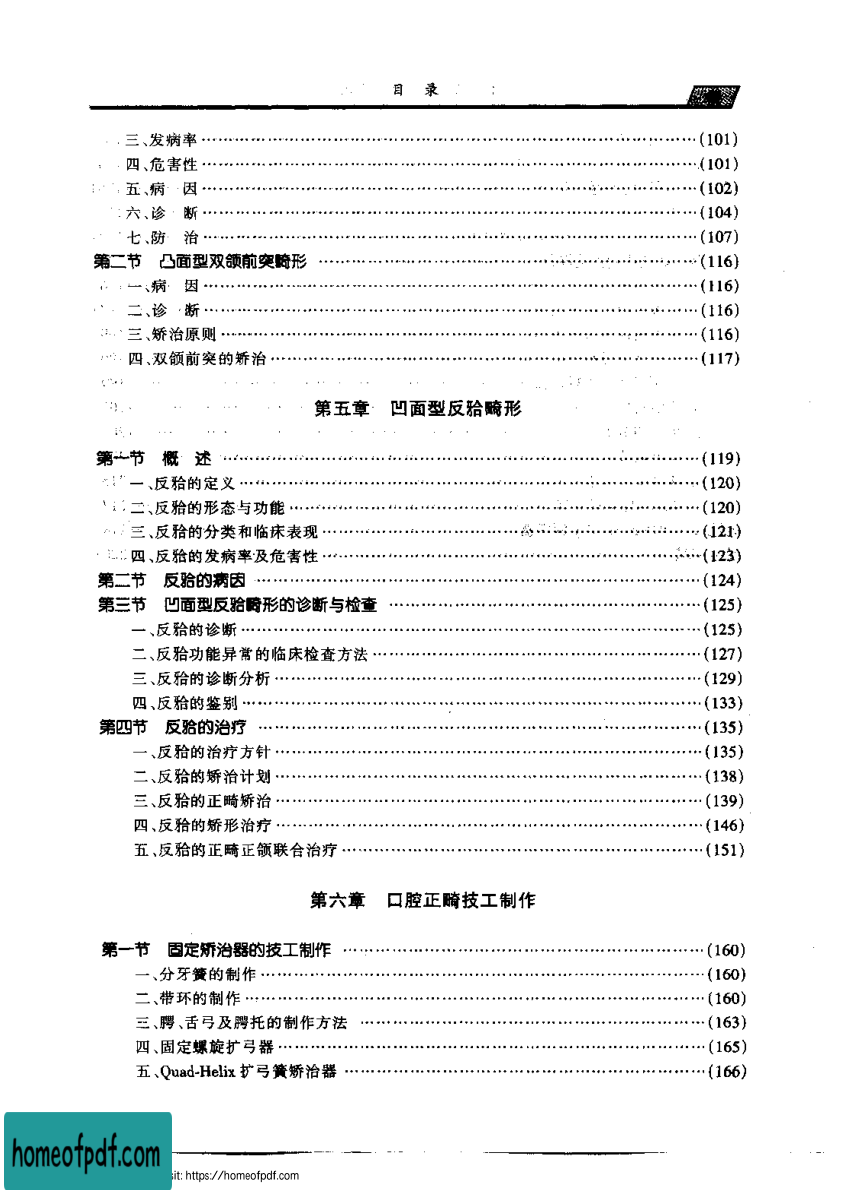 目 录
三、发病率……(101)
四、危害性……(101)
五、病 因……(102)
六、诊 断……(104)
七、防 治……(107)
第二节 凸面型双颌前突畸形……(116)
一、病 因……(116)
二、诊 断……(116)
三、矫治原则……(116)
四、双颌前突的矫治……(117)
第五章 凹面型反𬌗畸形
第一节 概 述……(119)
一、反𬌗的定义……(120)
二、反𬌗的形态与功能……(120)
三、反𬌗的分类和临床表现……(121)
四、反𬌗的发病率及危害性……(123)
第二节 反𬌗的病因……(124)
第三节 凹面型反𬌗畸形的诊断与检查……(125)
一、反𬌗的诊断……(125)
二、反𬌗功能异常的临床检查方法……(127)
三、反𬌗的诊断分析……(129)
四、反𬌗的鉴别……(133)
第四节 反𬌗的治疗……(135)
一、反𬌗的治疗方针……(135)
二、反𬌗的矫治计划……(138)
三、反𬌗的正畸矫治……(139)
四、反𬌗的矫形治疗……(146)
五、反𬌗的正畸正颌联合治疗……(151)
第六章 口腔正畸技工制作
第一节 固定矫治器的技工制作……(160)
一、分牙簧的制作……(160)
二、带环的制作……(160)
三、腭、舌弓及腭托的制作方法……(163)
四、固定螺旋扩弓器……(165)
五、Quad-Helix 扩弓簧矫治器……(166)
homeofpdf.com
sit: https://homeofpdf.com